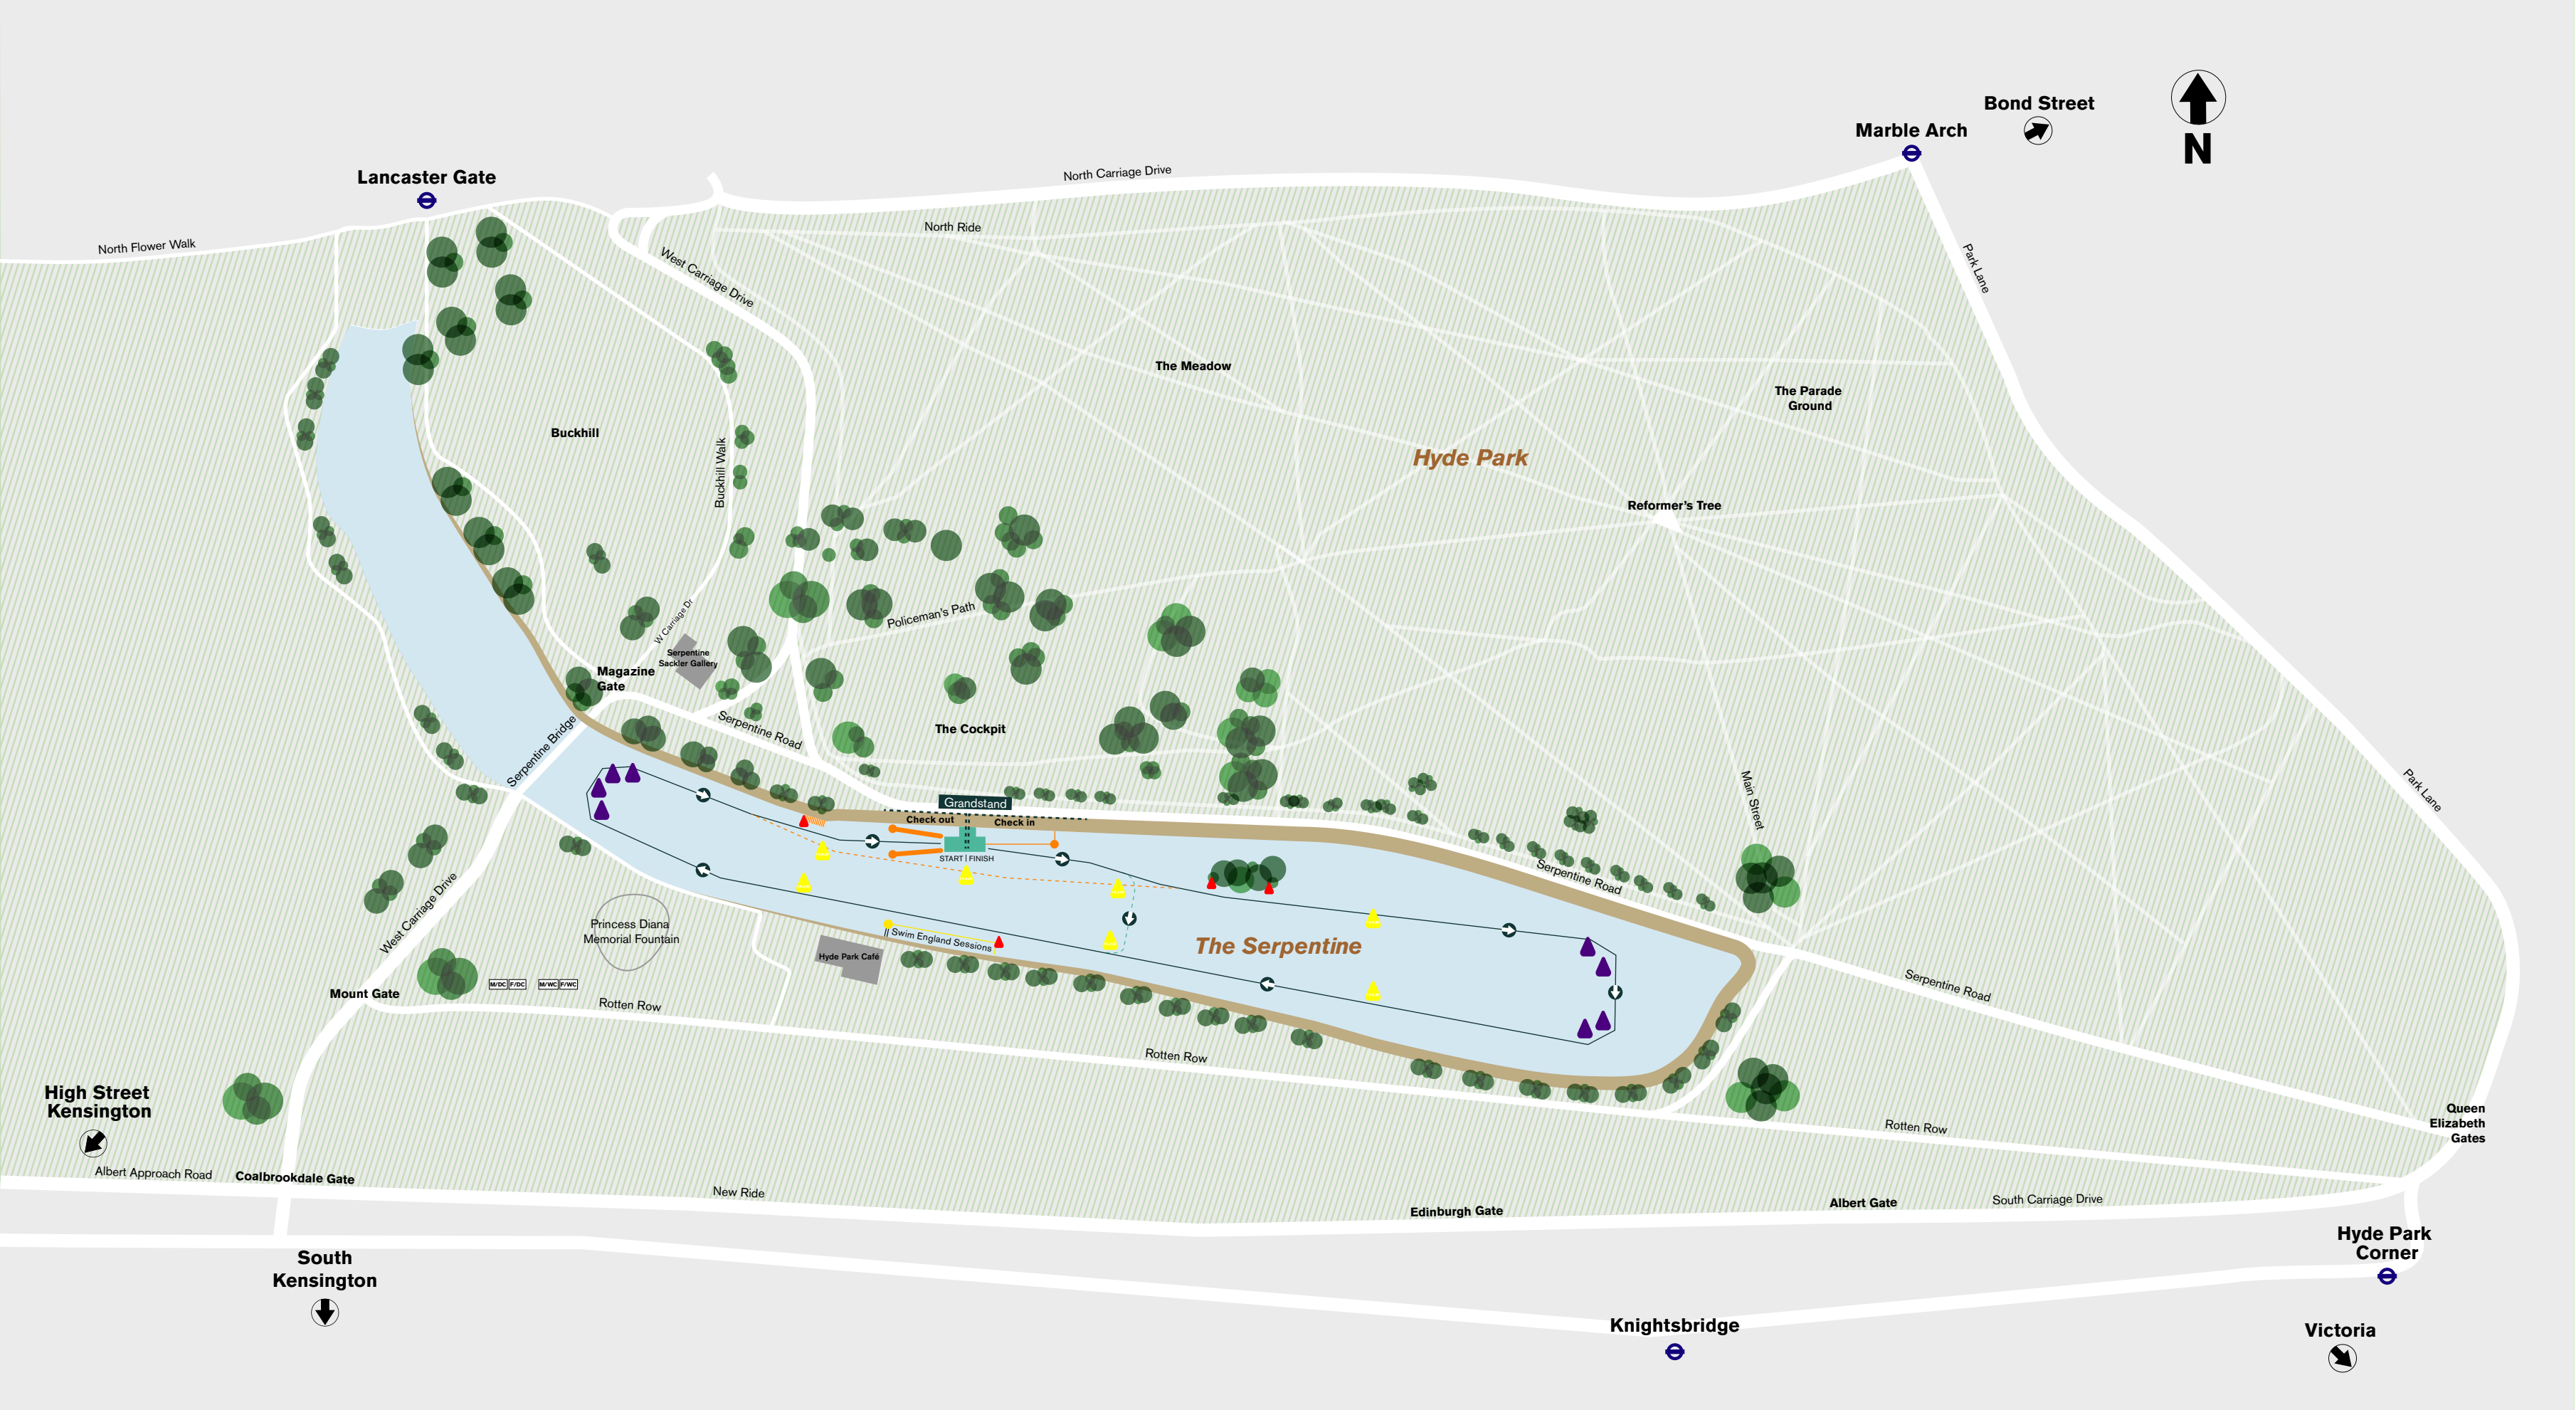 Bond Street
Marble Arch
N
Lancaster Gate
North Carriage Drive
North Flower Walk
North Ride
West Carriage Drive
Park Lane
The Meadow
The Parade
Ground
Buckhill
Buckhill Walk
Hyde Park
Reformer's Tree
W Carriage Dr
Policeman's Path
Serpentine
Sackler Gallery
Magazine
Gate
Serpentine Bridge
Serpentine Road
The Cockpit
Main Street
Park Lane
Grandstand
Check out
Check in
START | FINISH
Serpentine Road
West Carriage Drive
Princess Diana
Memorial Fountain
Swim England Sessions
The Serpentine
Hyde Park Café
M/DC F/DC M/WC F/WC
Mount Gate
Rotten Row
Serpentine Road
Rotten Row
High Street
Kensington
Rotten Row
Queen
Elizabeth
Gates
Albert Approach Road
Coalbrookdale Gate
New Ride
Edinburgh Gate
Albert Gate
South Carriage Drive
South
Kensington
Hyde Park
Corner
Knightsbridge
Victoria